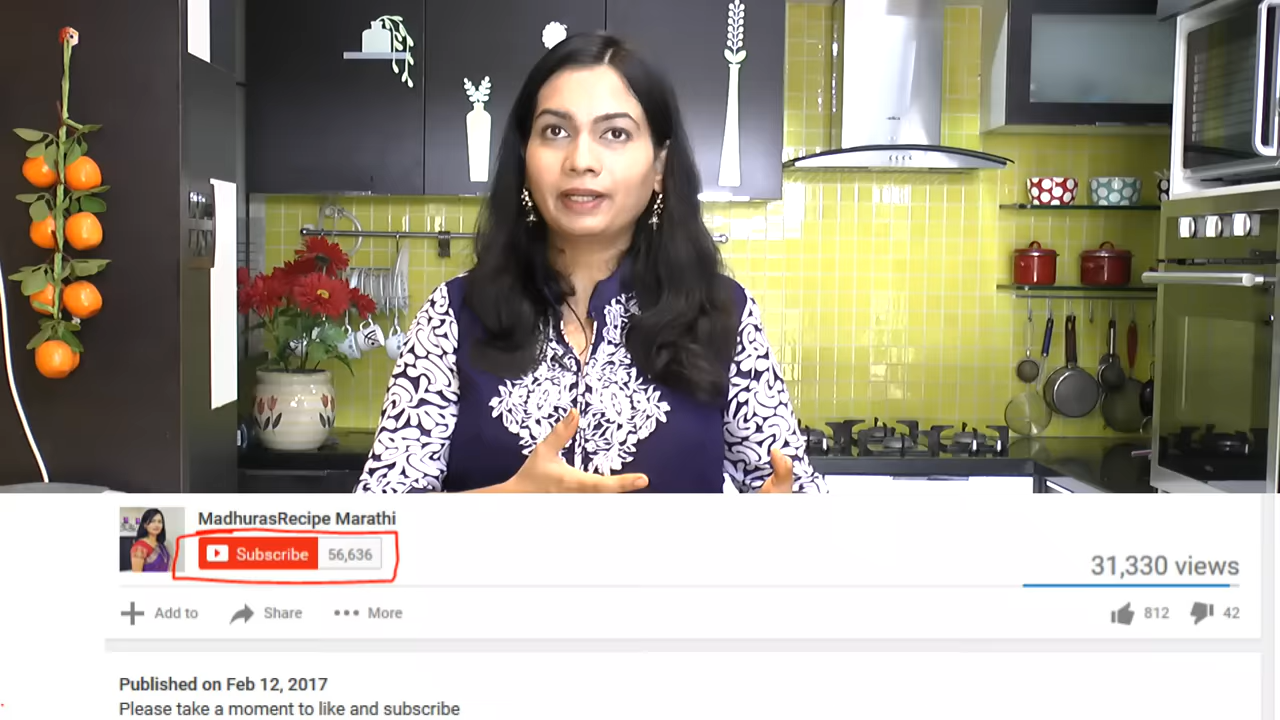 MadhurasRecipe Marathi
Subscribe 56,636
31,330 views
Add to Share More 812 42
Published on Feb 12, 2017
Please take a moment to like and subscribe